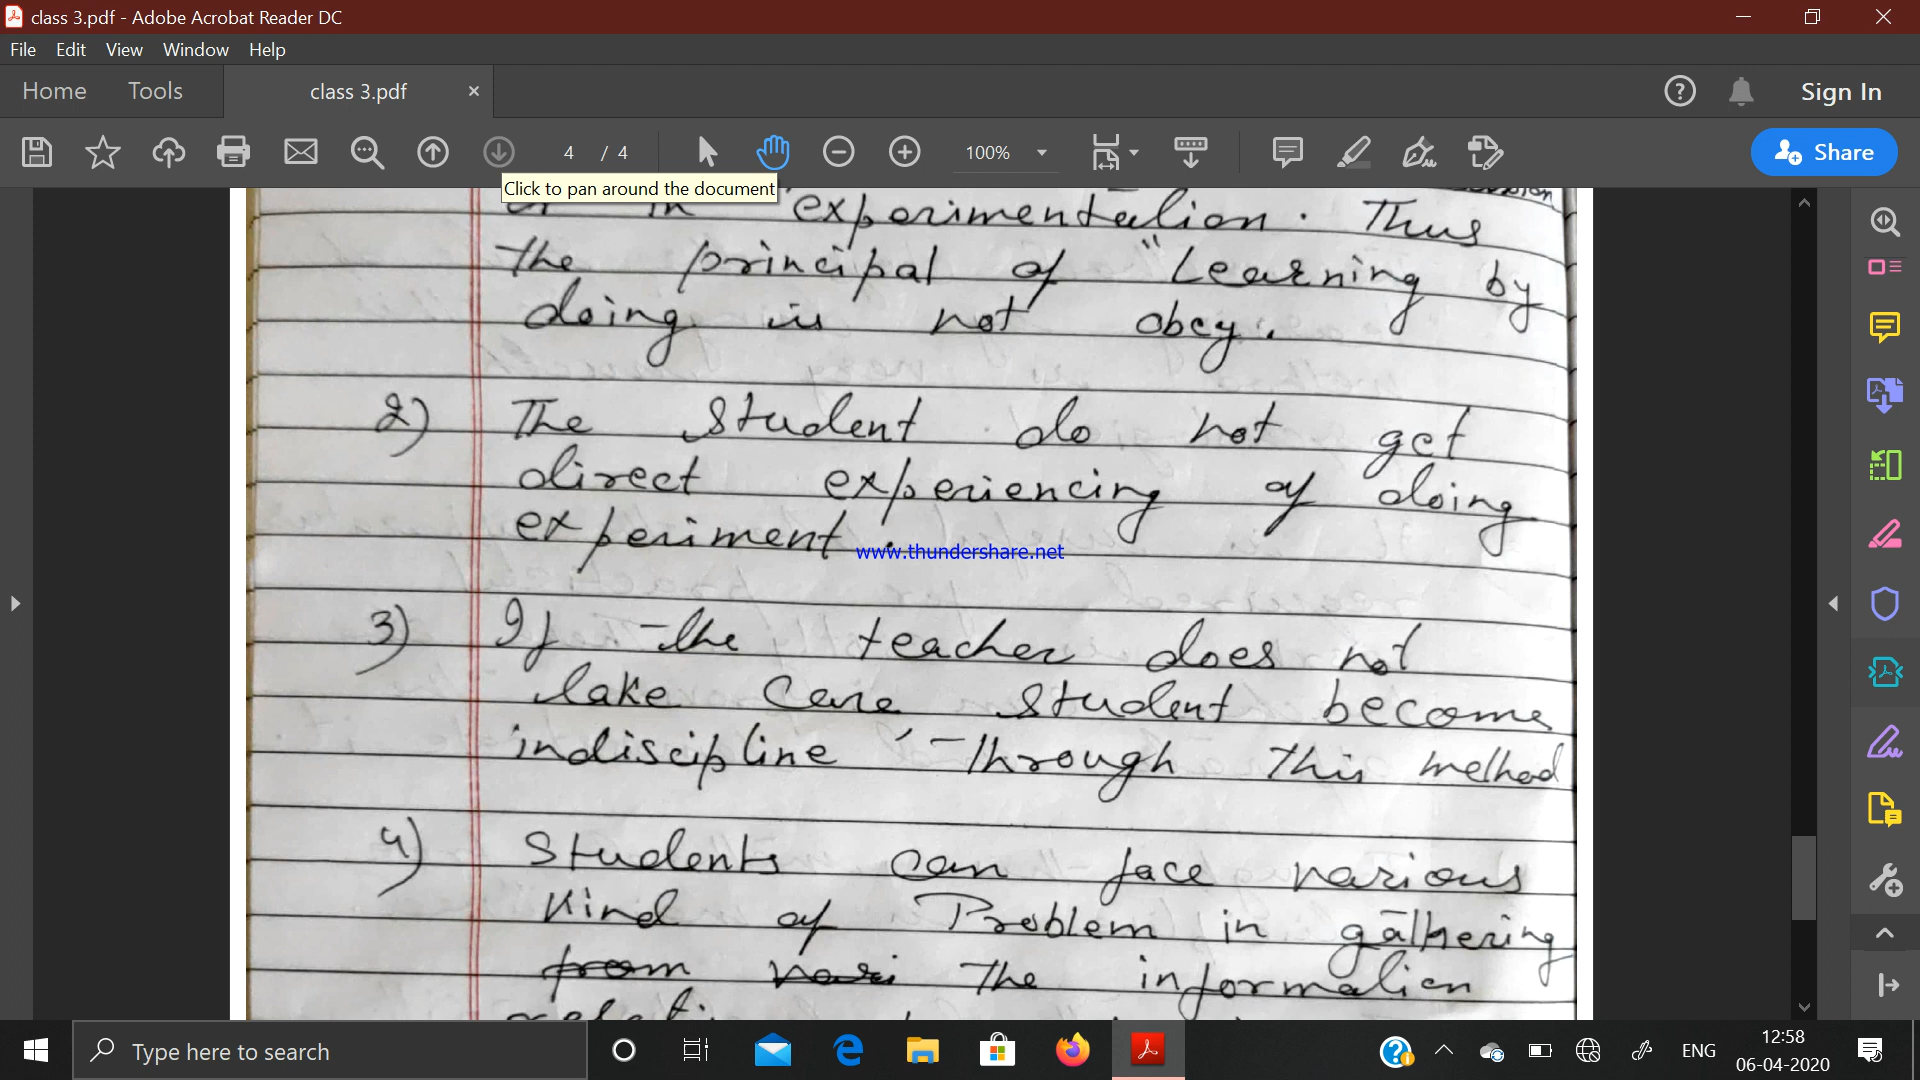 class 3.pdf - Adobe Acrobat Reader DC
File Edit View Window Help
Home Tools class 3.pdf Sign In
4 / 4 100% Share
Click to pan around the document
in experimentation. Thus
the principal of "Learning by
doing is not obey.
2) The student do not get
direct experiencing of doing
experiment.
www.thundershare.net
3) If the teacher does not
take care student become
indiscipline through this method
4) Students can face various
kind of Problem in gathering
from vari the information
Type here to search
ENG
12:58
06-04-2020